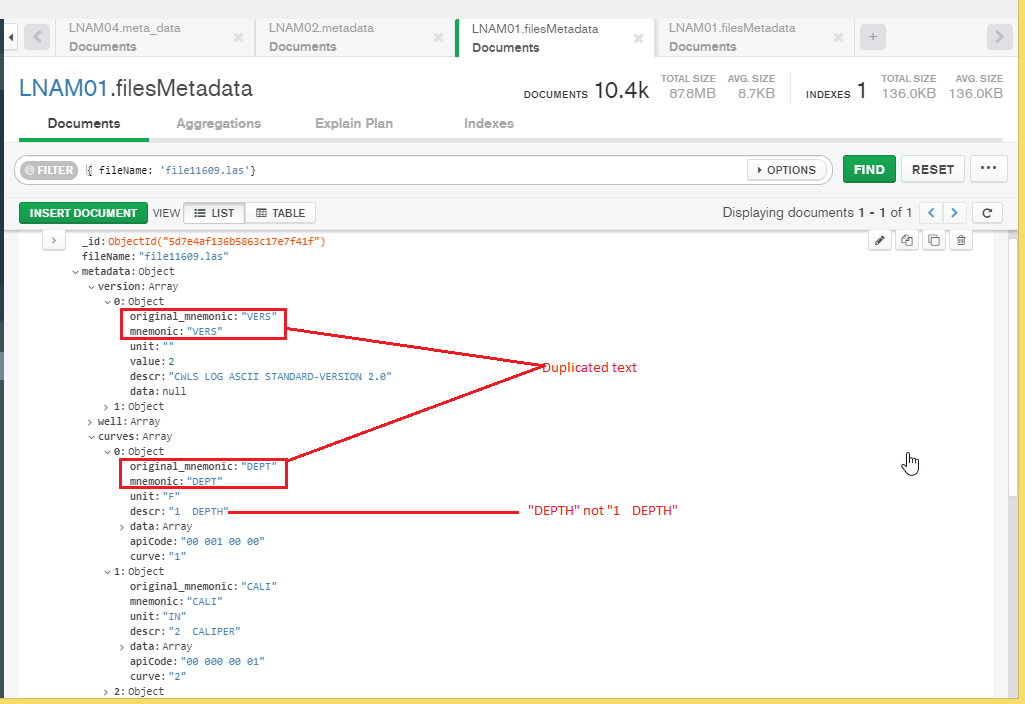 LNAM04.meta_data
Documents
LNAM02.metadata
Documents
LNAM01.filesMetadata
Documents
LNAM01.filesMetadata
Documents
LNAM01.filesMetadata
DOCUMENTS 10.4k
TOTAL SIZE 87.8MB
AVG. SIZE 8.7KB
INDEXES 1
TOTAL SIZE 136.0KB
AVG. SIZE 136.0KB
Documents Aggregations Explain Plan Indexes
FILTER { fileName: 'file11609.las'} OPTIONS FIND RESET ...
INSERT DOCUMENT VIEW LIST TABLE Displaying documents 1 - 1 of 1 < > C
_id: ObjectId("5d7e4af136b5863c17e7f41f")
fileName: "file11609.las"
metadata: Object
version: Array
0: Object
original_mnemonic: "VERS"
mnemonic: "VERS"
unit: ""
value: 2
Duplicated text
descr: "CWLS LOG ASCII STANDARD-VERSION 2.0"
data: null
1: Object
well: Array
curves: Array
0: Object
original_mnemonic: "DEPT"
mnemonic: "DEPT"
unit: "F"
descr: "1  DEPTH" "DEPTH" not "1   DEPTH"
data: Array
apiCode: "00 001 00 00"
curve: "1"
1: Object
original_mnemonic: "CALI"
mnemonic: "CALI"
unit: "IN"
descr: "2  CALIPER"
data: Array
apiCode: "00 000 00 01"
curve: "2"
2: Object